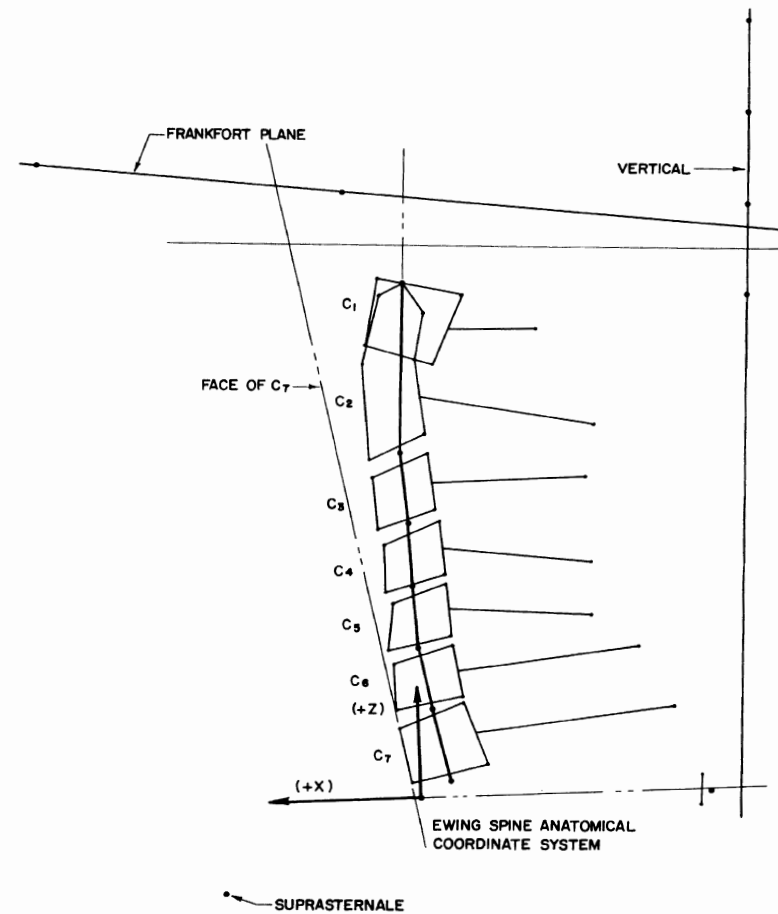 FRANKFORT PLANE
VERTICAL
C1
FACE OF C7
C2
C3
C4
C5
C6
(+Z)
C7
(+X)
EWING SPINE ANATOMICAL
COORDINATE SYSTEM
SUPRASTERNALE